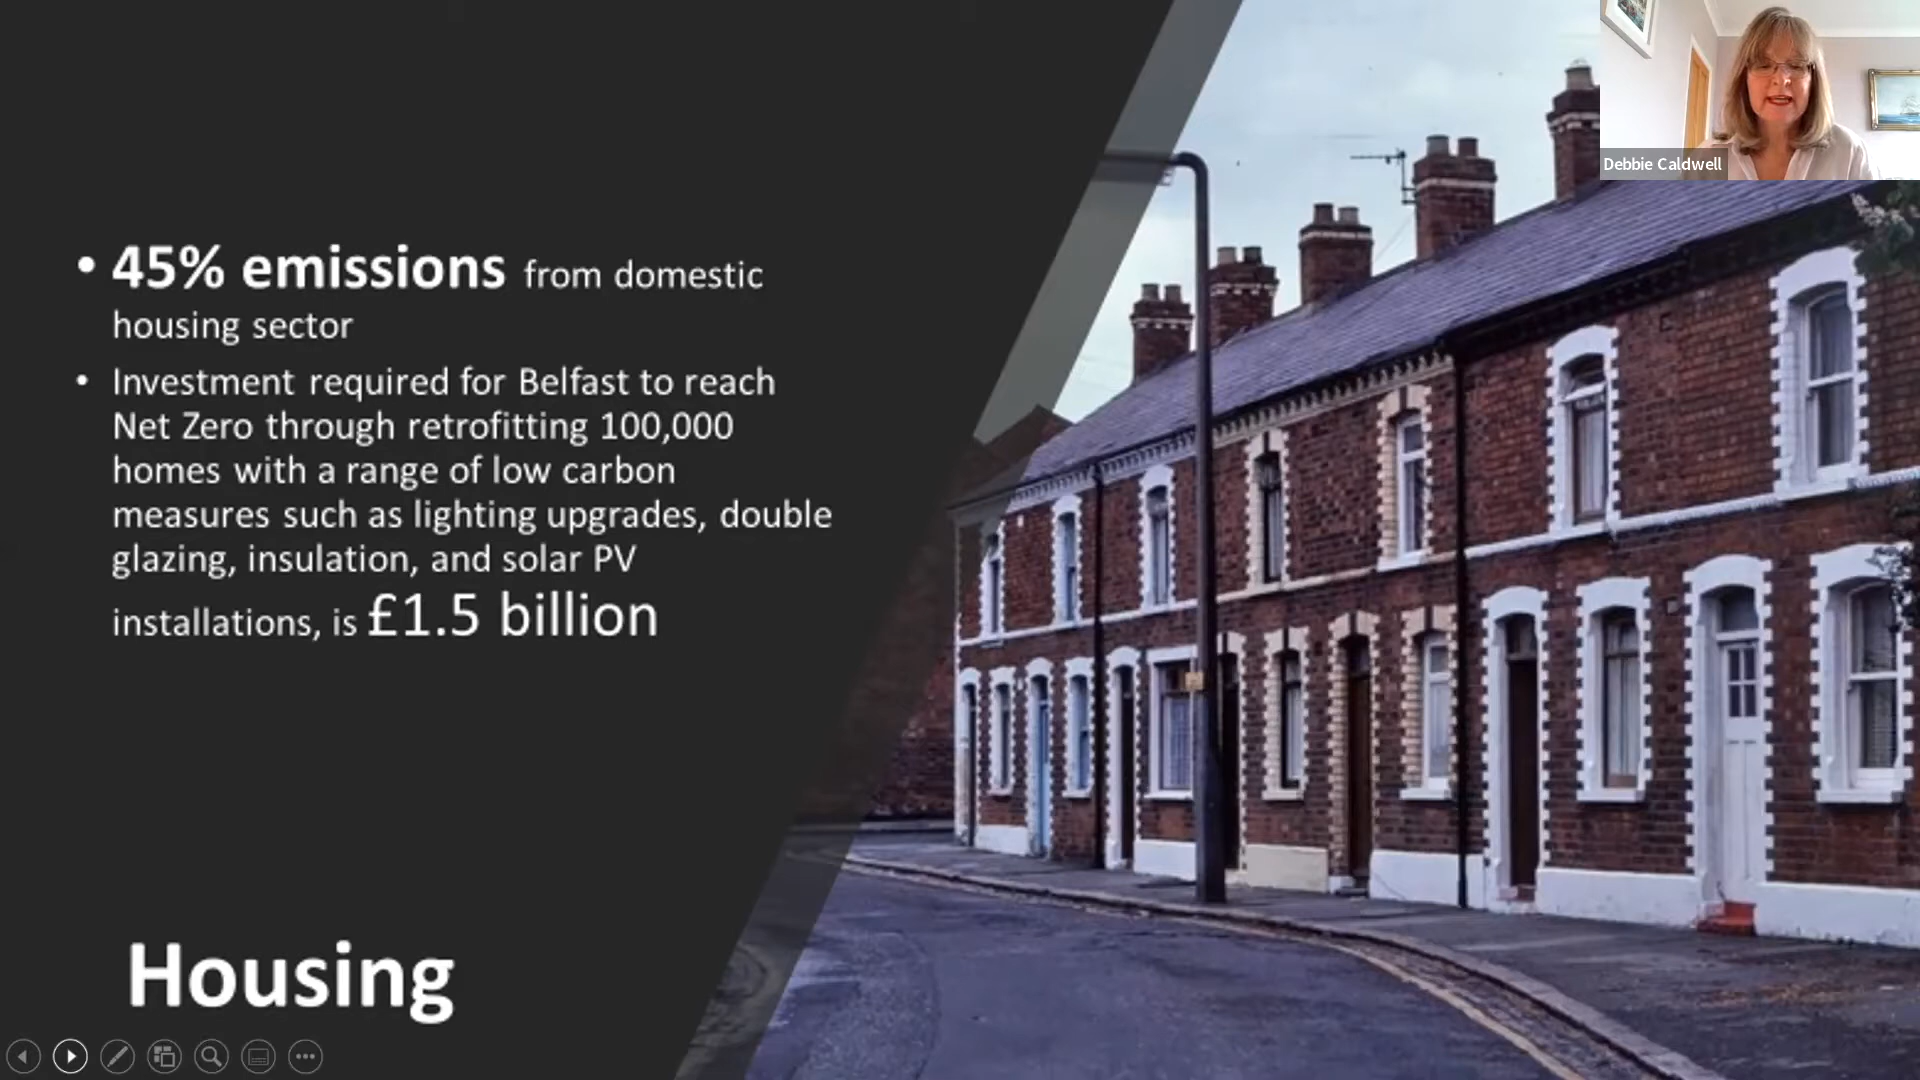 • 45% emissions from domestic
housing sector
• Investment required for Belfast to reach
Net Zero through retrofitting 100,000
homes with a range of low carbon
measures such as lighting upgrades, double
glazing, insulation, and solar PV
installations, is £1.5 billion
Housing
Debbie Caldwell